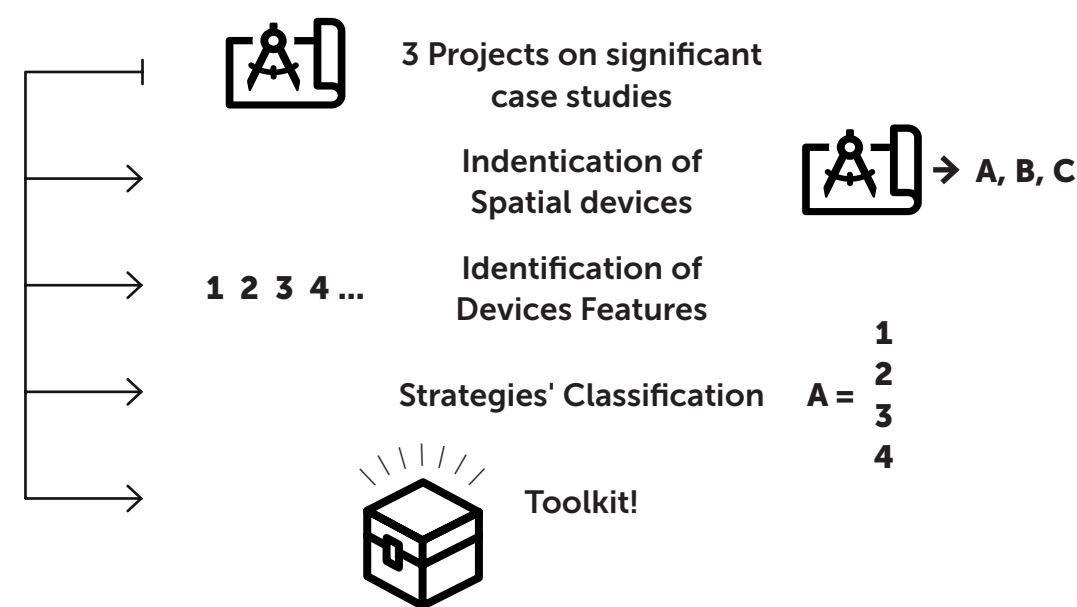 3 Projects on significant
case studies
Indentication of
Spatial devices
→ A, B, C
1 2 3 4 ...
Identification of
Devices Features
Strategies' Classification
A =
1
2
3
4
Toolkit!